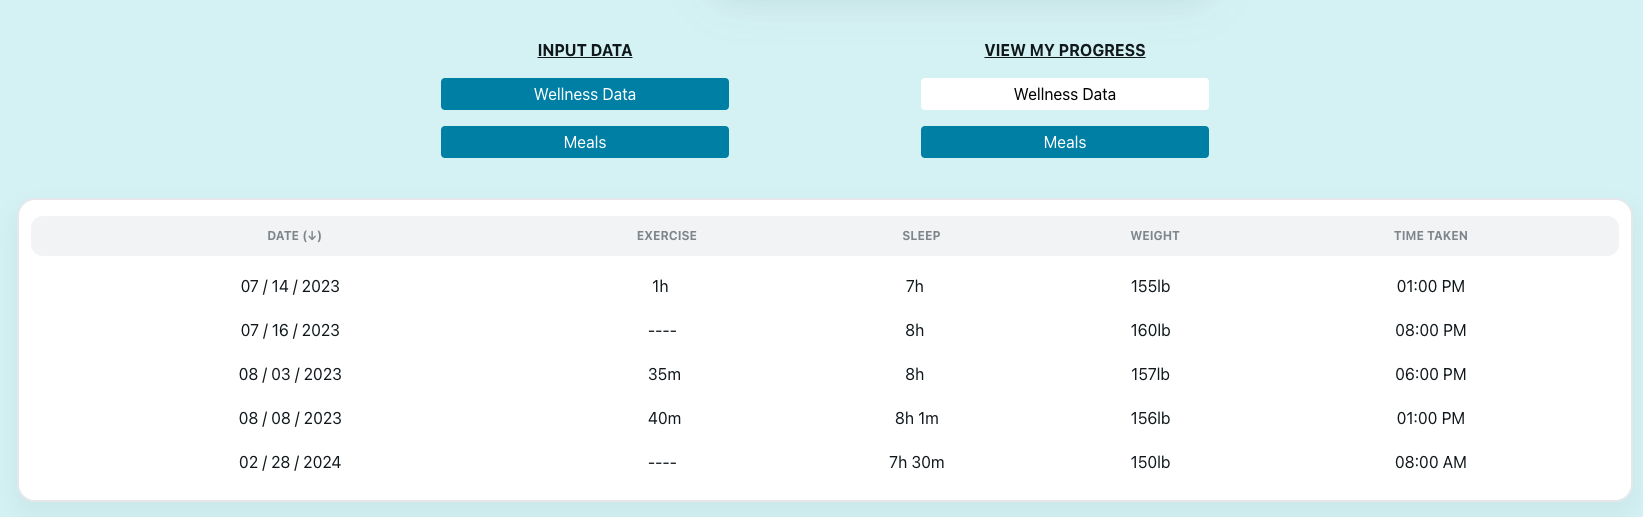 INPUT DATA
VIEW MY PROGRESS
Wellness Data
Wellness Data
Meals
Meals
DATE (↓) EXERCISE SLEEP WEIGHT TIME TAKEN
07 / 14 / 2023 1h 7h 155lb 01:00 PM
07 / 16 / 2023 ---- 8h 160lb 08:00 PM
08 / 03 / 2023 35m 8h 157lb 06:00 PM
08 / 08 / 2023 40m 8h 1m 156lb 01:00 PM
02 / 28 / 2024 ---- 7h 30m 150lb 08:00 AM